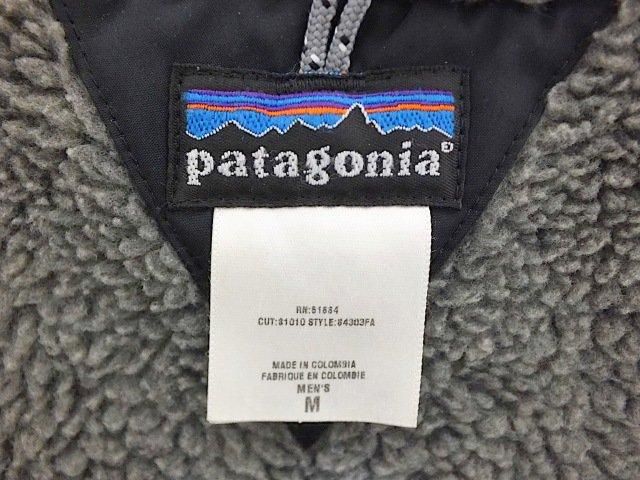 patagonia®
RN:51884
CUT:81010 STYLE:84303FA
MADE IN COLOMBIA
FABRIQUE EN COLOMBIE
MEN'S
M